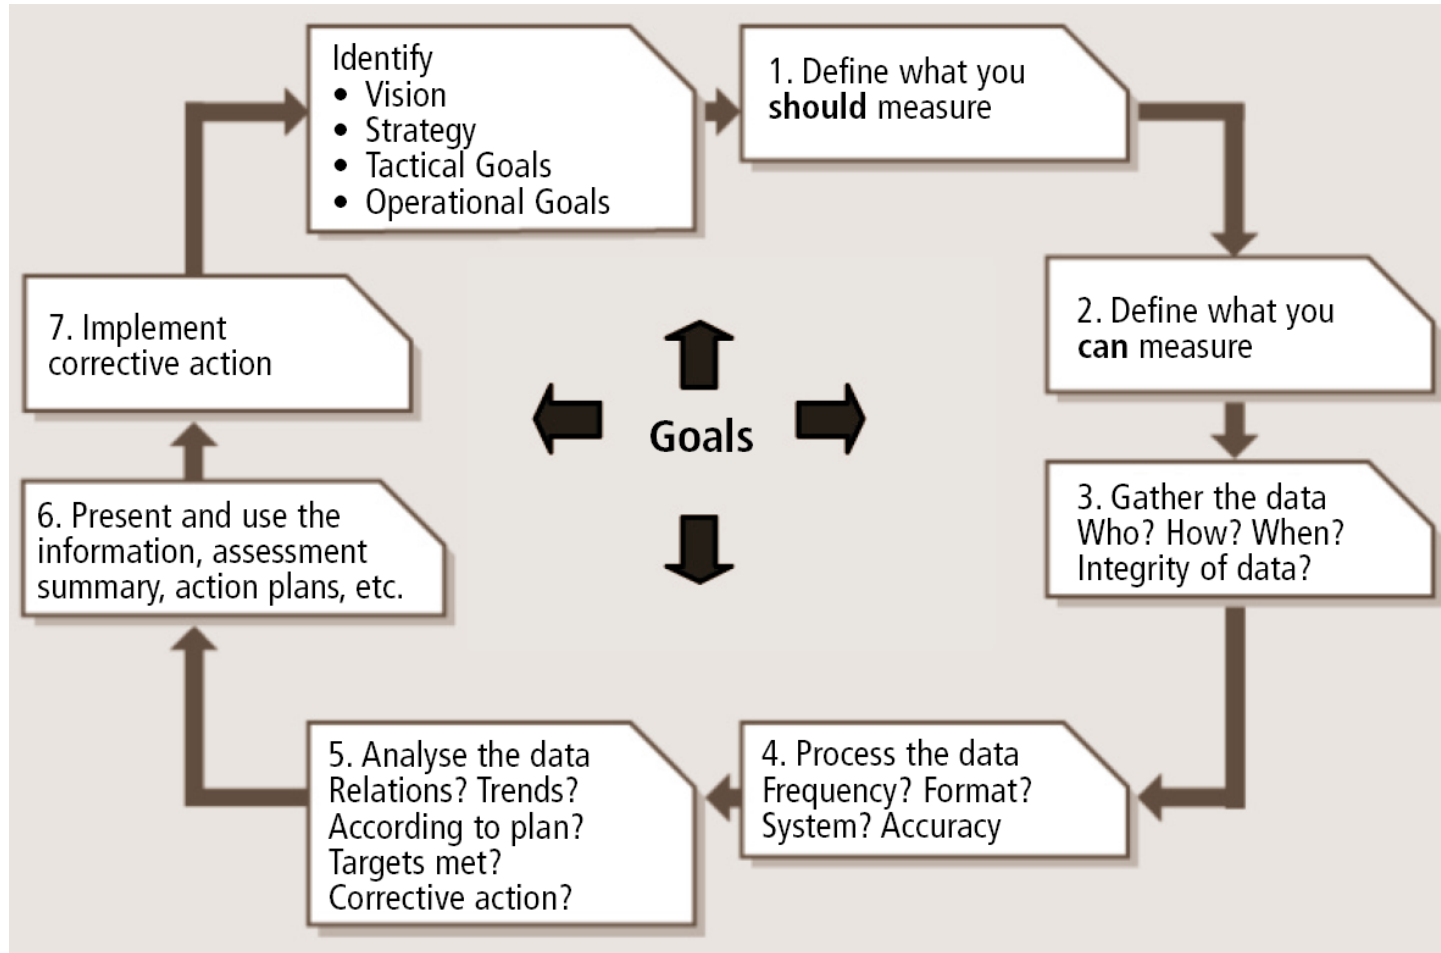 Identify
• Vision
• Strategy
• Tactical Goals
• Operational Goals
1. Define what you
should measure
2. Define what you
can measure
3. Gather the data
Who? How? When?
Integrity of data?
4. Process the data
Frequency? Format?
System? Accuracy
5. Analyse the data
Relations? Trends?
According to plan?
Targets met?
Corrective action?
6. Present and use the
information, assessment
summary, action plans, etc.
7. Implement
corrective action
Goals